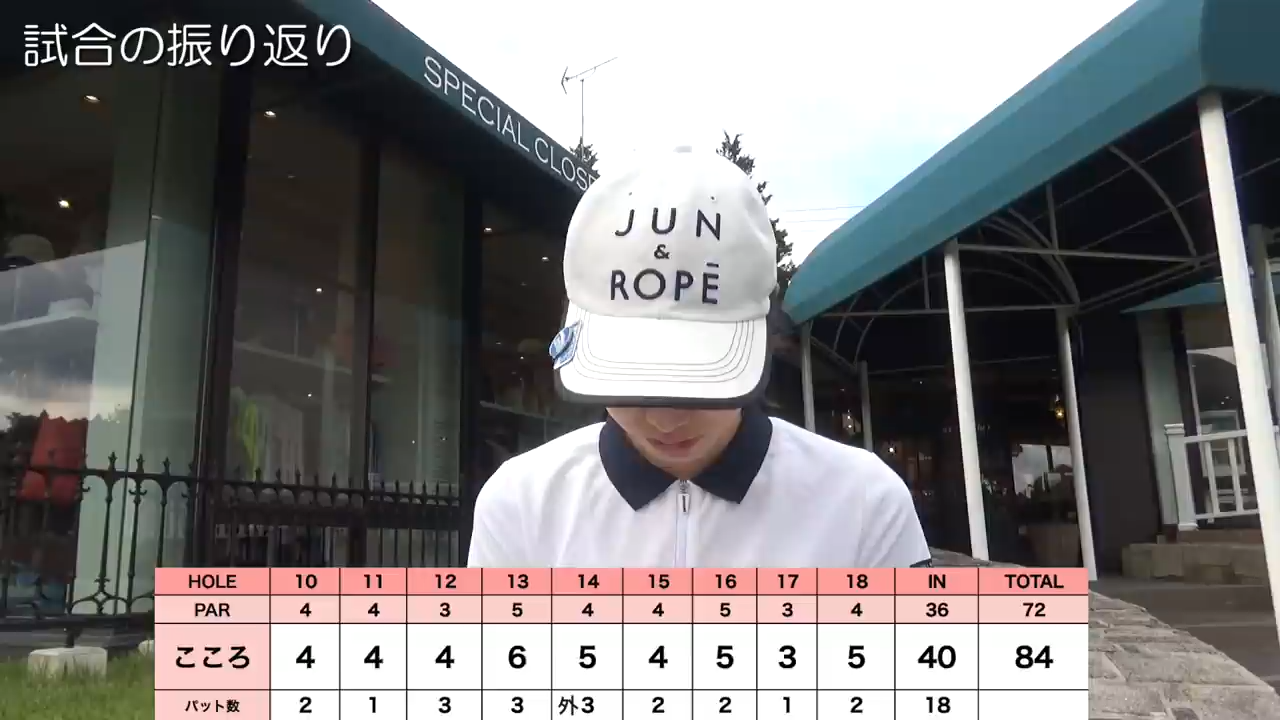 試合の振り返り
SPECIAL CLOSE
JUN
&
ROPĒ
HOLE 10 11 12 13 14 15 16 17 18 IN TOTAL
PAR 4 4 3 5 4 4 5 3 4 36 72
こころ 4 4 4 6 5 4 5 3 5 40 84
パット数 2 1 3 3 外3 2 2 1 2 18